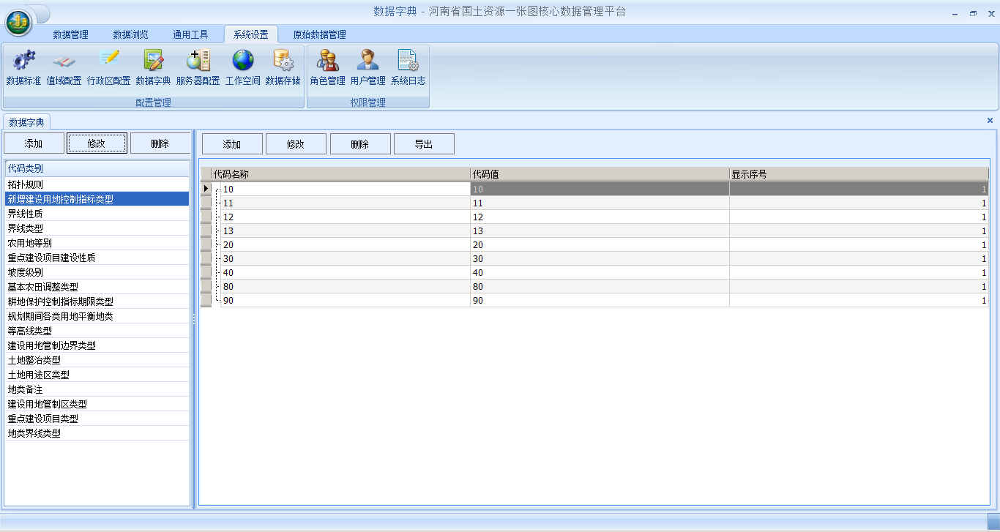 数据字典 - 河南省国土资源一张图核心数据管理平台
数据管理 数据浏览 通用工具 系统设置 原始数据管理
数据标准 值域配置 行政区配置 数据字典 服务器配置 工作空间 数据存储 角色管理 用户管理 系统日志
配置管理 权限管理
数据字典
添加 修改 删除
添加 修改 删除 导出
代码类别
拓扑规则
新增建设用地控制指标类型
界线性质
界线类型
农用地等别
重点建设项目建设性质
坡度级别
基本农田调整类型
耕地保护控制指标期限类型
规划期间各类用地平衡地类
等高线类型
建设用地管制边界类型
土地整治类型
土地用途区类型
地类备注
建设用地管制区类型
重点建设项目类型
地类界线类型
代码名称 代码值 显示序号
10 10 1
11 11 1
12 12 1
13 13 1
20 20 1
30 30 1
40 40 1
80 80 1
90 90 1